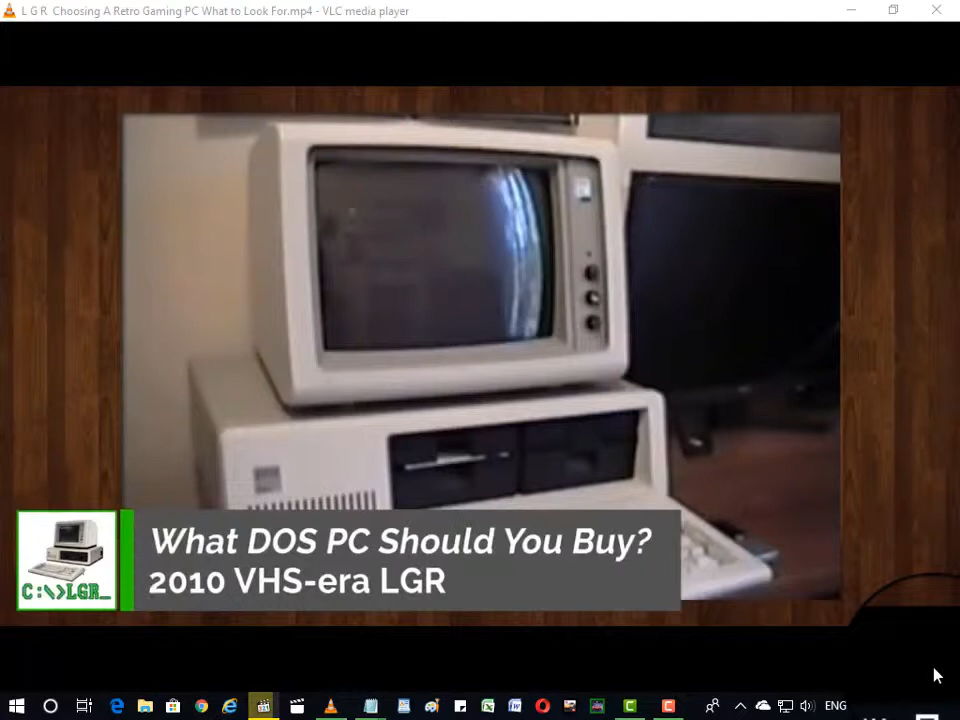 L G R  Choosing A Retro Gaming PC What to Look For.mp4 - VLC media player
What DOS PC Should You Buy?
2010 VHS-era LGR
C:\>LGR_
ENG